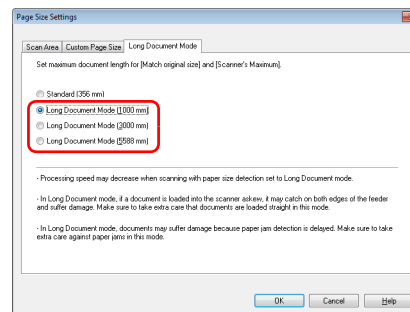 Page Size Settings
Scan Area Custom Page Size Long Document Mode
Set maximum document length for [Match original size] and [Scanner's Maximum].
Standard (356 mm)
Long Document Mode (1000 mm)
Long Document Mode (3000 mm)
Long Document Mode (5588 mm)
- Processing speed may decrease when scanning with paper size detection set to Long Document mode.
- In Long Document mode, if a document is loaded into the scanner askew, it may catch on both edges of the feeder
and suffer damage. Make sure to take extra care that documents are loaded straight in this mode.
- In Long Document mode, documents may suffer damage because paper jam detection is delayed. Make sure to take
extra care against paper jams in this mode.
OK Cancel Help